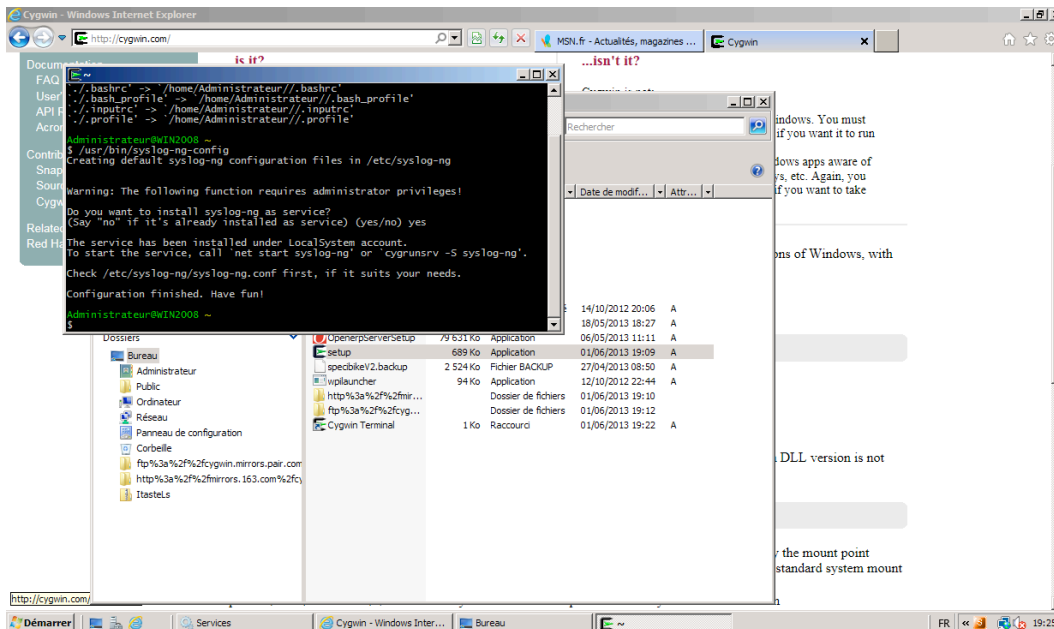 Cygwin - Windows Internet Explorer
http://cygwin.com/
MSN.fr - Actualités, magazines ...
Cygwin
is it?
...isn't it?
FAQ
~
'./.bashrc' -> '/home/Administrateur//.bashrc'
'./.bash_profile' -> '/home/Administrateur//.bash_profile'
'./.inputrc' -> '/home/Administrateur//.inputrc'
'./.profile' -> '/home/Administrateur//.profile'
Administrateur@WIN2008 ~
$ /usr/bin/syslog-ng-config
Creating default syslog-ng configuration files in /etc/syslog-ng
Warning: The following function requires administrator privileges!
Do you want to install syslog-ng as service?
(Say "no" if it's already installed as service) (yes/no) yes
The service has been installed under LocalSystem account.
To start the service, call `net start syslog-ng' or `cygrunsrv -S syslog-ng'.
Check /etc/syslog-ng/syslog-ng.conf first, if it suits your needs.
Configuration finished. Have fun!
Administrateur@WIN2008 ~
$
Rechercher
Date de modif... Attr...
indows. You must
if you want it to run
dows apps aware of
ys, etc. Again, you
if you want to take
ons of Windows, with
DLL version is not
y the mount point
standard system mount
14/10/2012 20:06 A
18/05/2013 18:27 A
OpenerpServerSetup 79 631 Ko Application 06/05/2013 11:11 A
setup 689 Ko Application 01/06/2013 19:09 A
specibikeV2.backup 2 524 Ko Fichier BACKUP 27/04/2013 08:50 A
wpilauncher 94 Ko Application 12/10/2012 22:44 A
http%3a%2f%2fmir... Dossier de fichiers 01/06/2013 19:10
ftp%3a%2f%2fcyg... Dossier de fichiers 01/06/2013 19:12
Cygwin Terminal 1 Ko Raccourci 01/06/2013 19:22 A
Dossiers
Bureau
Administrateur
Public
Ordinateur
Réseau
Panneau de configuration
Corbeille
ftp%3a%2f%2fcygwin.mirrors.pair.com
http%3a%2f%2fmirrors.163.com%2fcy
ItasteLs
http://cygwin.com/
Démarrer
Services
Cygwin - Windows Inter...
Bureau
~
FR
19:25